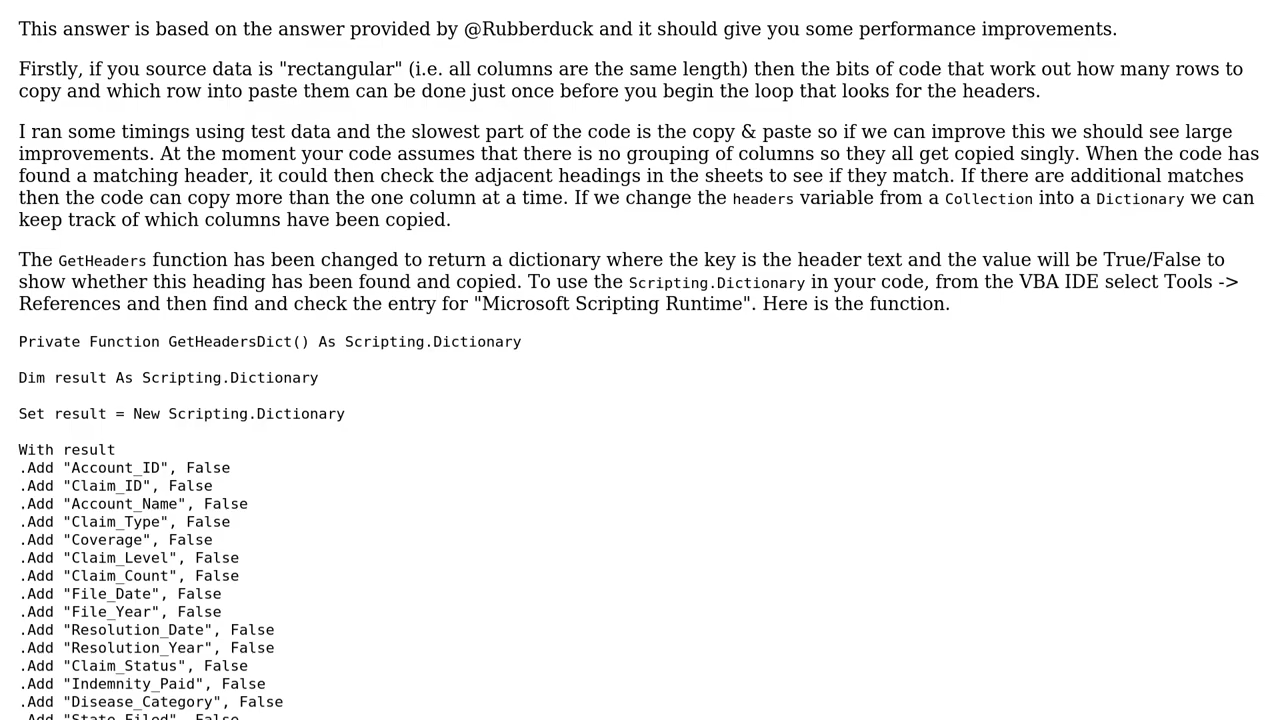 This answer is based on the answer provided by @Rubberduck and it should give you some performance improvements.
Firstly, if you source data is "rectangular" (i.e. all columns are the same length) then the bits of code that work out how many rows to
copy and which row into paste them can be done just once before you begin the loop that looks for the headers.
I ran some timings using test data and the slowest part of the code is the copy & paste so if we can improve this we should see large
improvements. At the moment your code assumes that there is no grouping of columns so they all get copied singly. When the code has
found a matching header, it could then check the adjacent headings in the sheets to see if they match. If there are additional matches
then the code can copy more than the one column at a time. If we change the headers variable from a Collection into a Dictionary we can
keep track of which columns have been copied.
The GetHeaders function has been changed to return a dictionary where the key is the header text and the value will be True/False to
show whether this heading has been found and copied. To use the Scripting.Dictionary in your code, from the VBA IDE select Tools ->
References and then find and check the entry for "Microsoft Scripting Runtime". Here is the function.
Private Function GetHeadersDict() As Scripting.Dictionary
Dim result As Scripting.Dictionary
Set result = New Scripting.Dictionary
With result
.Add "Account_ID", False
.Add "Claim_ID", False
.Add "Account_Name", False
.Add "Claim_Type", False
.Add "Coverage", False
.Add "Claim_Level", False
.Add "Claim_Count", False
.Add "File_Date", False
.Add "File_Year", False
.Add "Resolution_Date", False
.Add "Resolution_Year", False
.Add "Claim_Status", False
.Add "Indemnity_Paid", False
.Add "Disease_Category", False
.Add "State_Filed", False